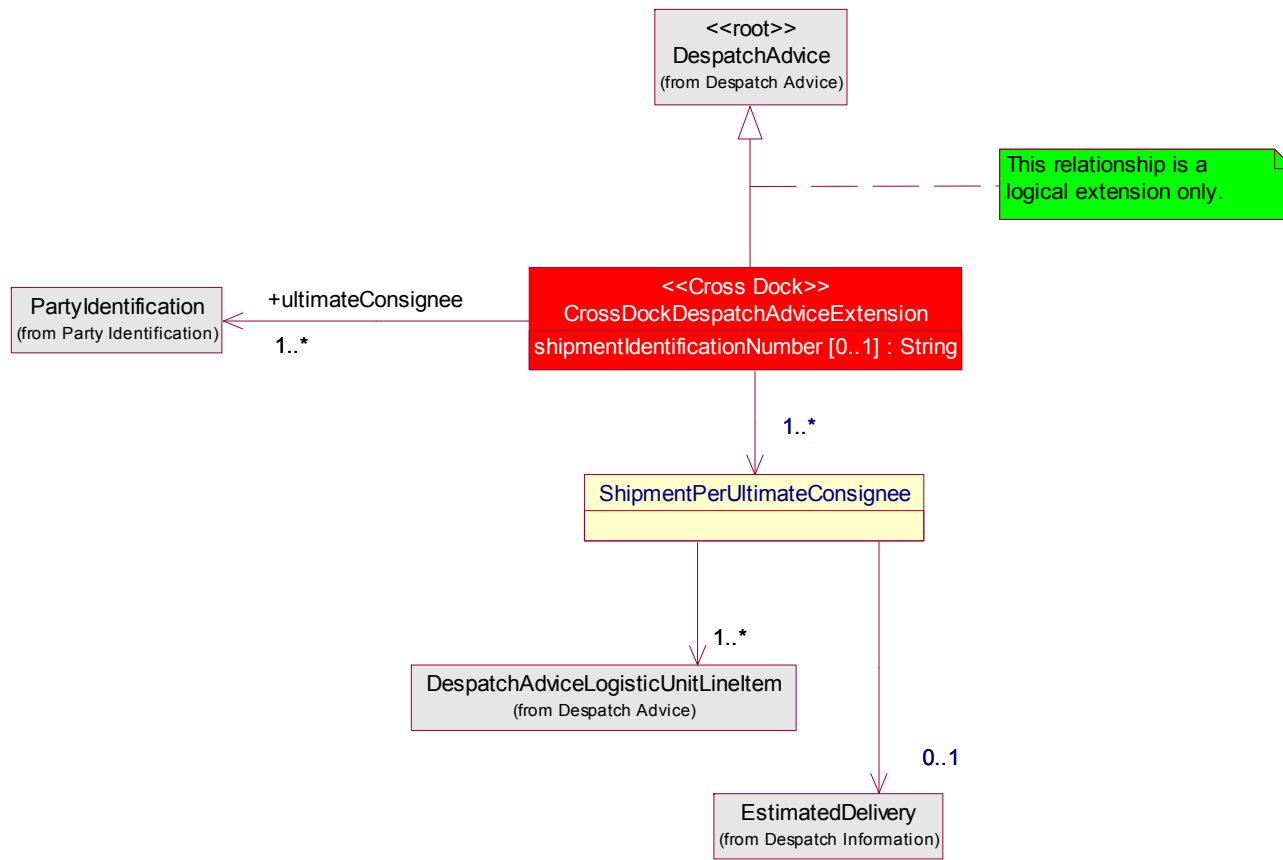 <<root>>
DespatchAdvice
(from Despatch Advice)
This relationship is a
logical extension only.
PartyIdentification
(from Party Identification)
+ultimateConsignee
1..*
<<Cross Dock>>
CrossDockDespatchAdviceExtension
shipmentIdentificationNumber [0..1] : String
1..*
ShipmentPerUltimateConsignee
1..*
DespatchAdviceLogisticUnitLineItem
(from Despatch Advice)
0..1
EstimatedDelivery
(from Despatch Information)